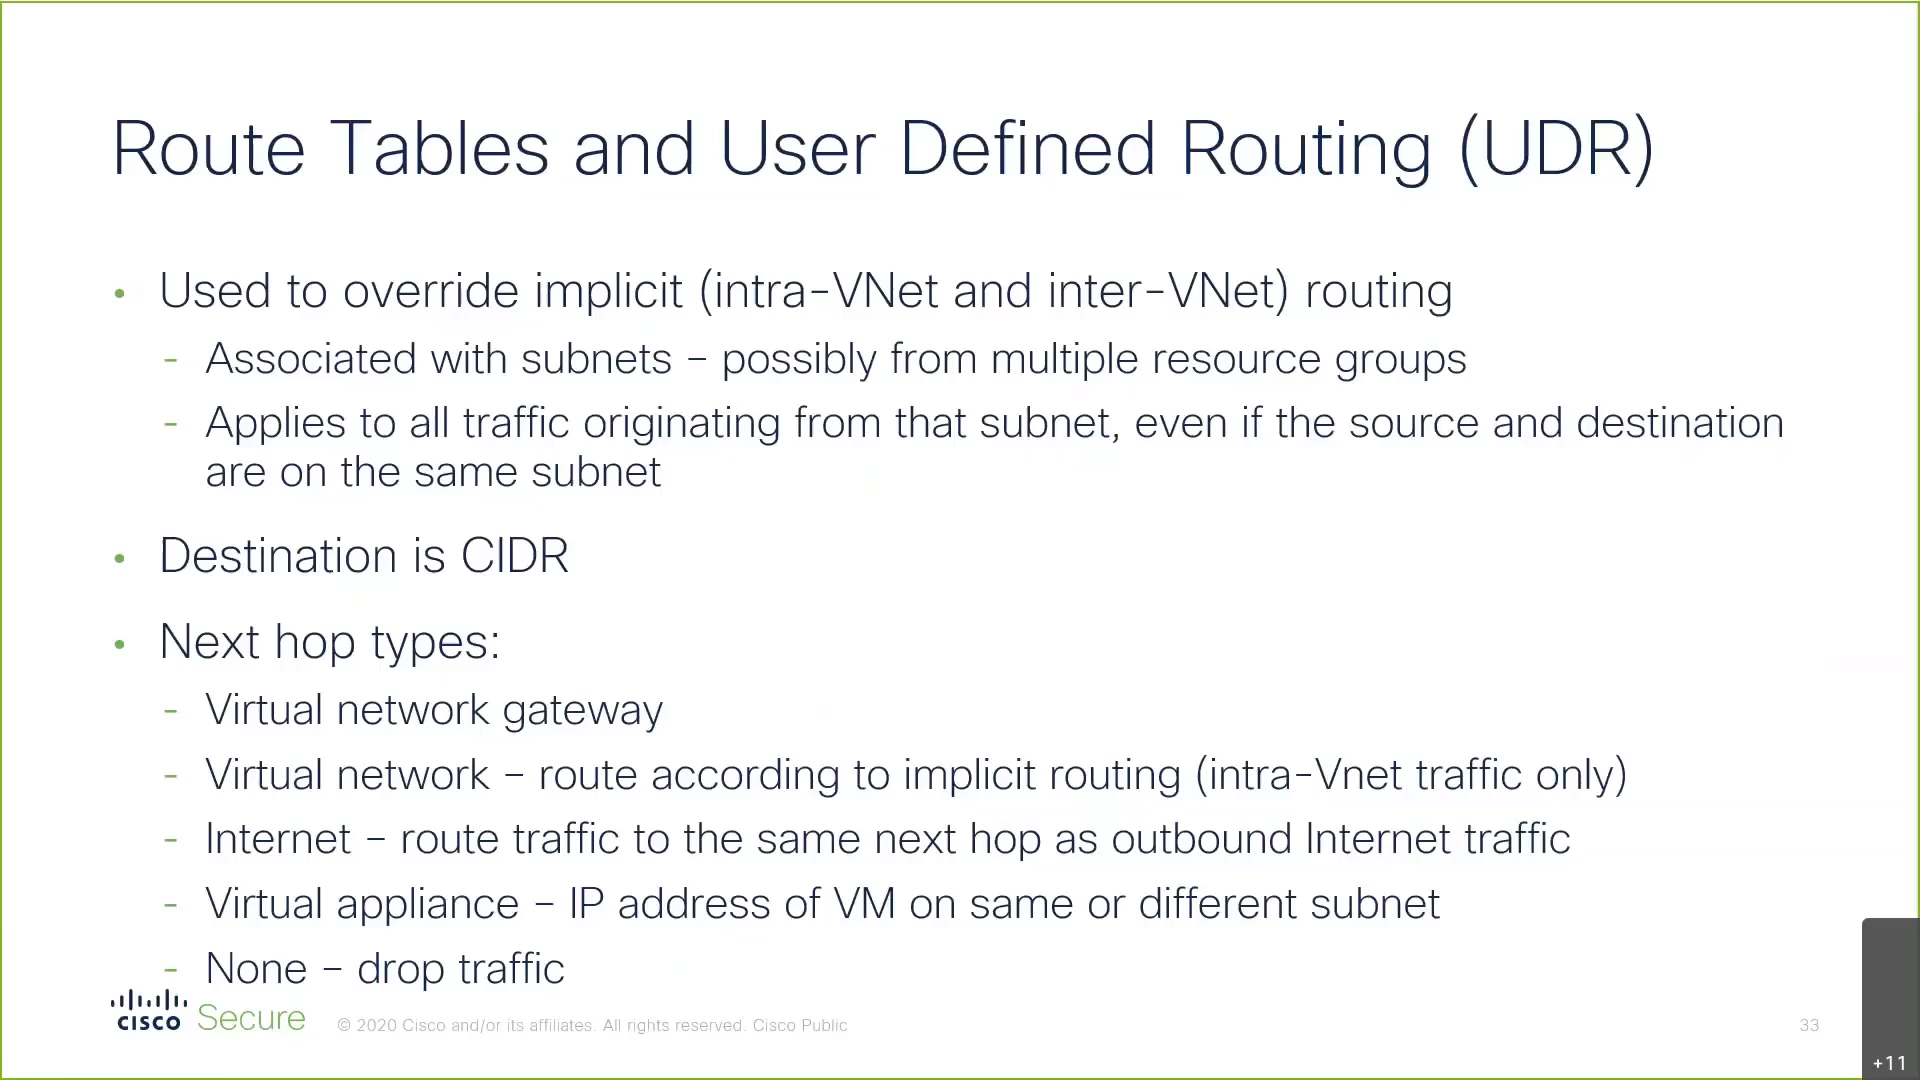 Route Tables and User Defined Routing (UDR)
• Used to override implicit (intra-VNet and inter-VNet) routing
- Associated with subnets – possibly from multiple resource groups
- Applies to all traffic originating from that subnet, even if the source and destination
are on the same subnet
• Destination is CIDR
• Next hop types:
- Virtual network gateway
- Virtual network – route according to implicit routing (intra-Vnet traffic only)
- Internet – route traffic to the same next hop as outbound Internet traffic
- Virtual appliance – IP address of VM on same or different subnet
- None – drop traffic
CISCO Secure © 2020 Cisco and/or its affiliates. All rights reserved. Cisco Public 33
+11